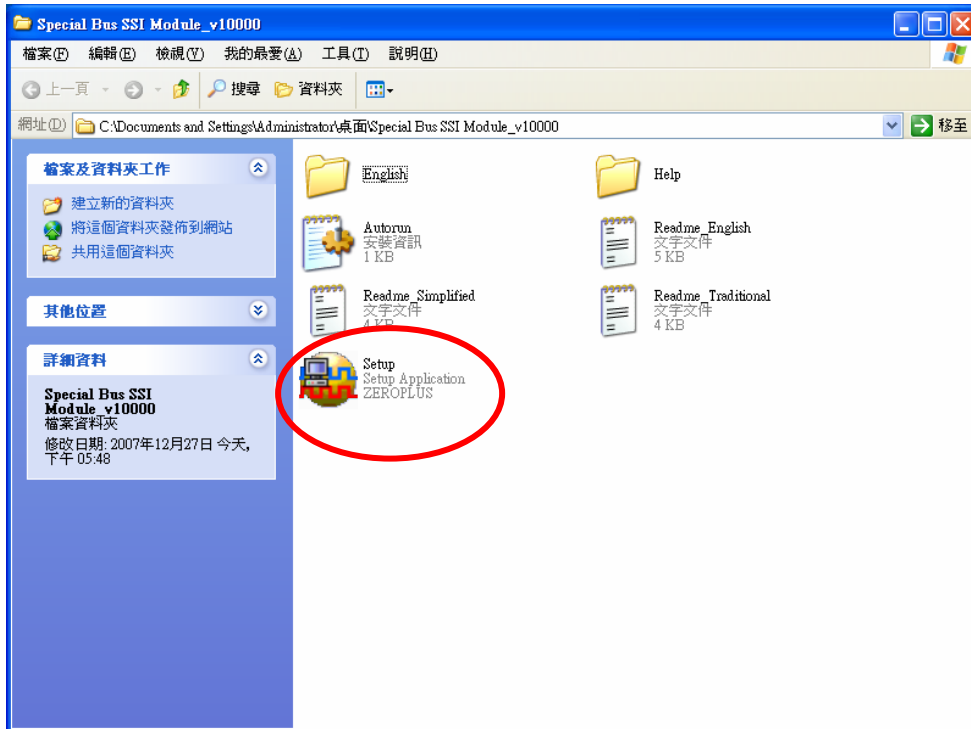 Special Bus SSI Module_v10000
檔案(F) 編輯(E) 檢視(V) 我的最愛(A) 工具(T) 說明(H)
上一頁 搜尋 資料夾
網址(D) C:\Documents and Settings\Administrator\桌面\Special Bus SSI Module_v10000 移至
檔案及資料夾工作
建立新的資料夾
將這個資料夾發佈到網站
共用這個資料夾
其他位置
詳細資料
Special Bus SSI
Module_v10000
檔案資料夾
修改日期: 2007年12月27日 今天,
下午 05:48
English
Help
Autorun
安裝資訊
1 KB
Readme_English
文字文件
5 KB
Readme_Simplified
文字文件
4 KB
Readme_Traditional
文字文件
4 KB
Setup
Setup Application
ZEROPLUS